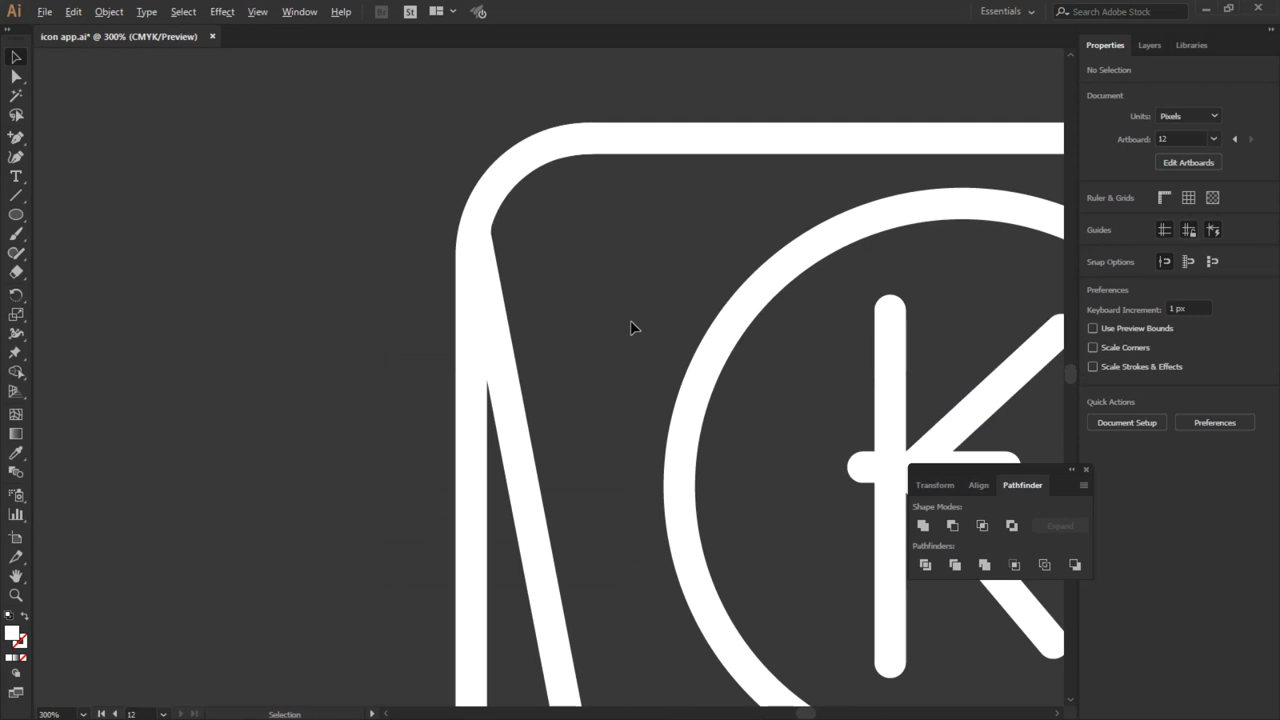 Ai File Edit Object Type Select Effect View Window Help Br St Essentials Search Adobe Stock
icon app.ai* @ 300% (CMYK/Preview) ×
Properties Layers Libraries
No Selection
Document
Units: Pixels
Artboard: 12
Edit Artboards
Ruler & Grids
Guides
Snap Options
Preferences
Keyboard Increment: 1 px
Use Preview Bounds
Scale Corners
Scale Strokes & Effects
Quick Actions
Document Setup Preferences
K
Transform Align Pathfinder
Shape Modes:
Expand
Pathfinders:
300% 12 Selection